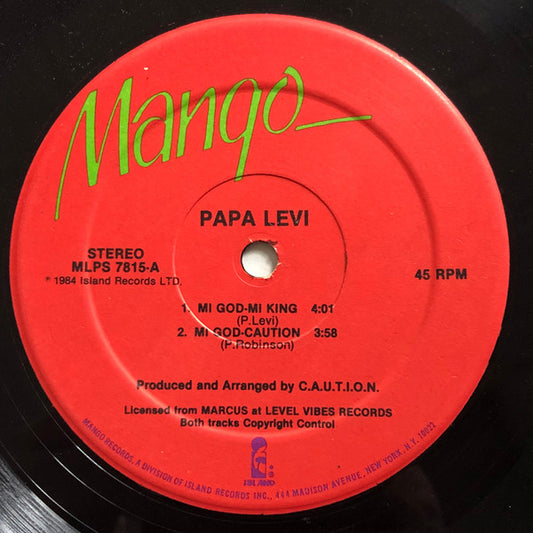 Mango
PAPA LEVI
STEREO
MLPS 7815-A
℗ 1984 Island Records LTD.
45 RPM
1. MI GOD-MI KING 4:01
(P.Levi)
2. MI GOD-CAUTION 3:58
(P.Robinson)
Produced and Arranged by C.A.U.T.I.O.N.
Licensed from MARCUS at LEVEL VIBES RECORDS
Both tracks Copyright Control
ISLAND
MANGO RECORDS, A DIVISION OF ISLAND RECORDS INC., 444 MADISON AVENUE, NEW YORK, N.Y. 10022